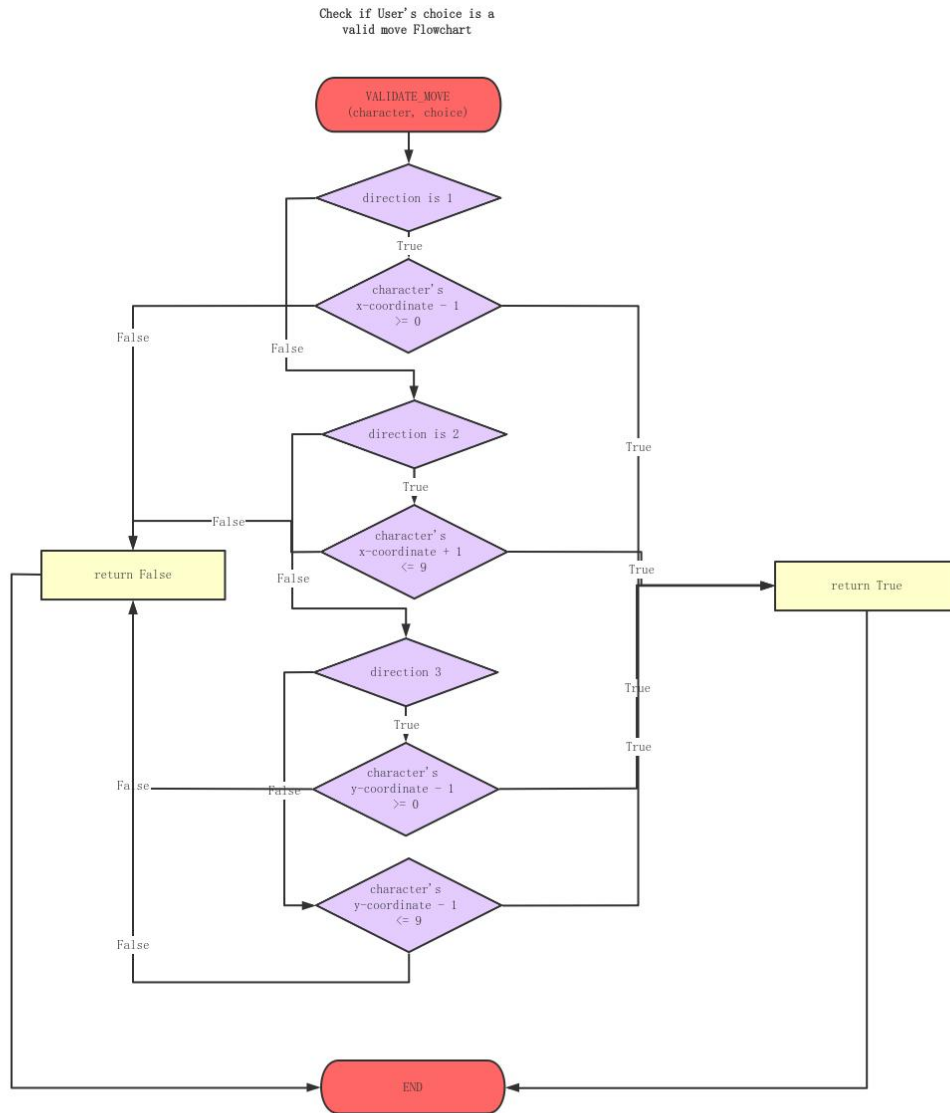 Check if User's choice is a
valid move Flowchart
VALIDATE_MOVE
(character, choice)
direction is 1
True
character's
x-coordinate - 1
>= 0
False
False
direction is 2
True
True
False
character's
x-coordinate + 1
<= 9
True
False
return False
return True
direction 3
True
True
True
character's
y-coordinate - 1
>= 0
False
False
character's
y-coordinate - 1
<= 9
False
END